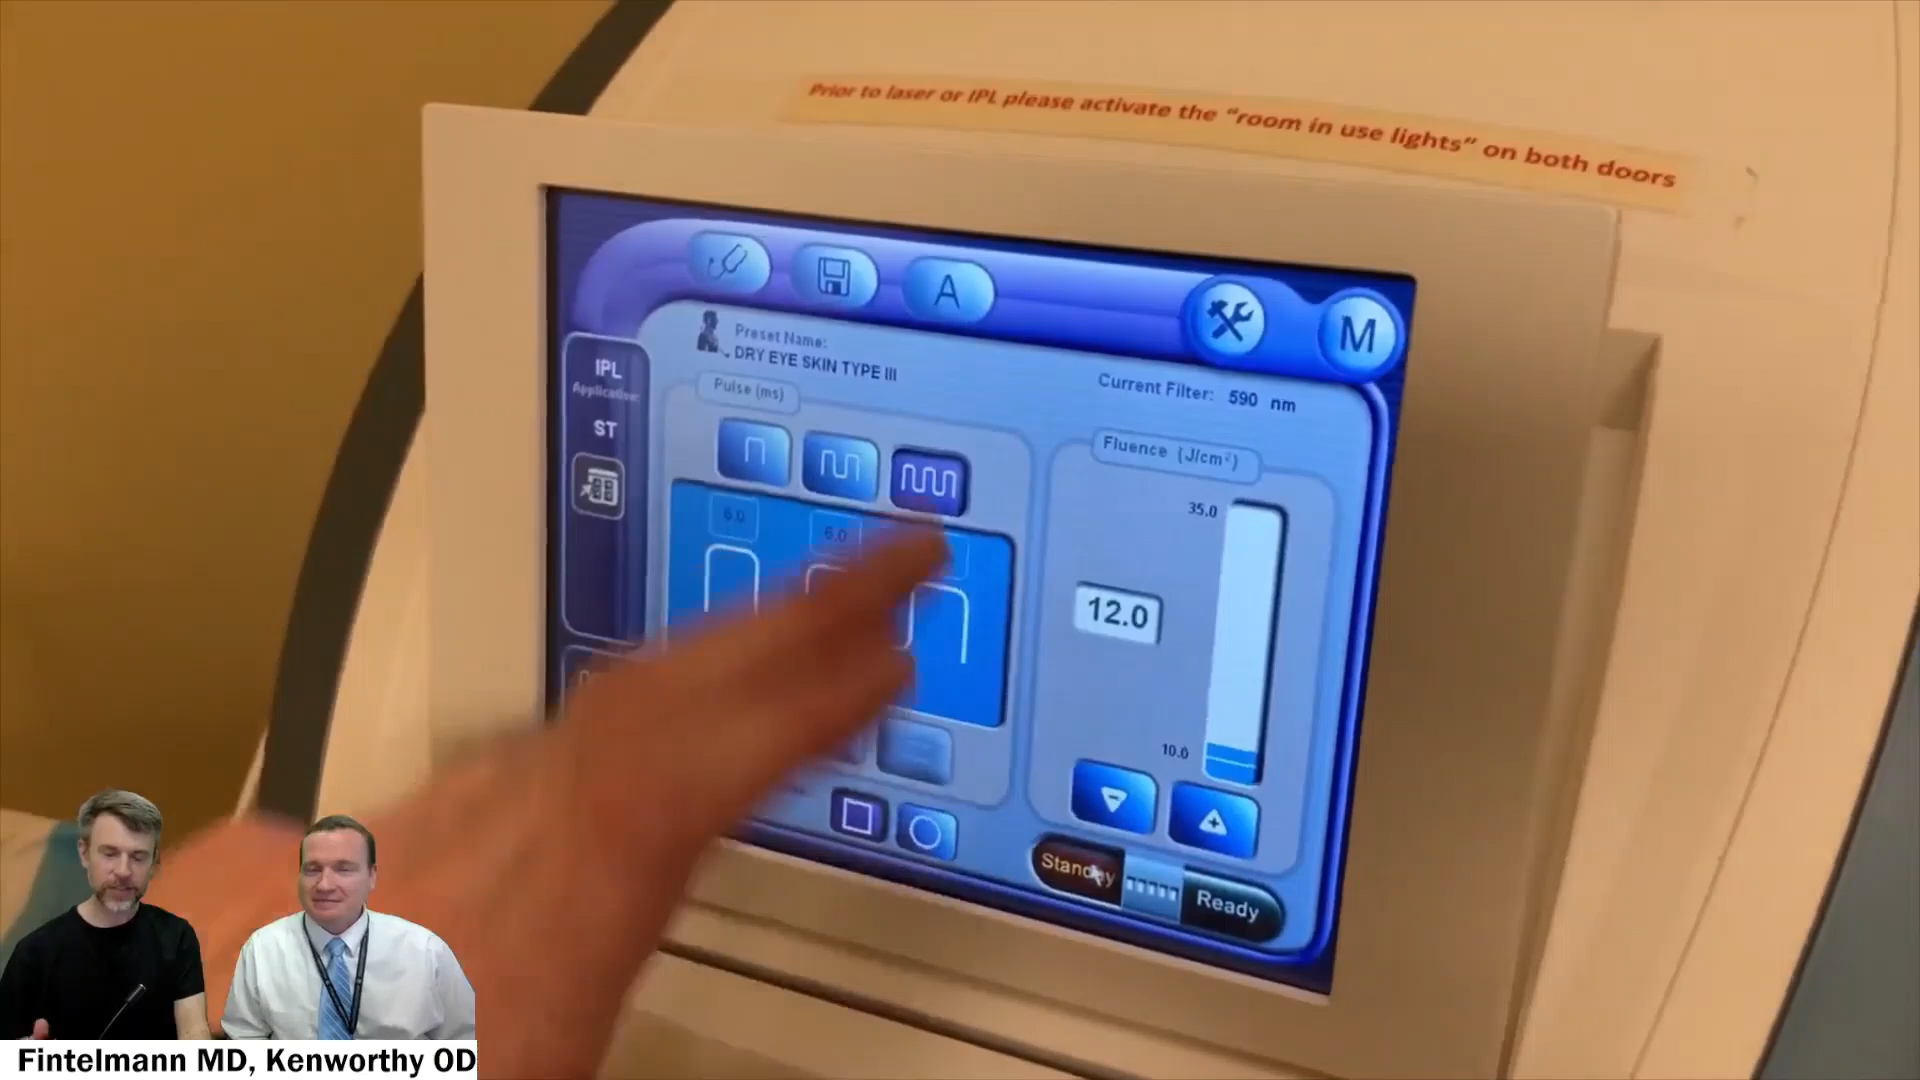 Prior to laser or IPL please activate the "room in use lights" on both doors
A
M
Preset Name:
DRY EYE SKIN TYPE III
Current Filter: 590 nm
IPL
Application:
ST
Pulse (ms)
Fluence (J/cm²)
6.0
6.0
35.0
12.0
10.0
Standby
Ready
Fintelmann MD, Kenworthy OD